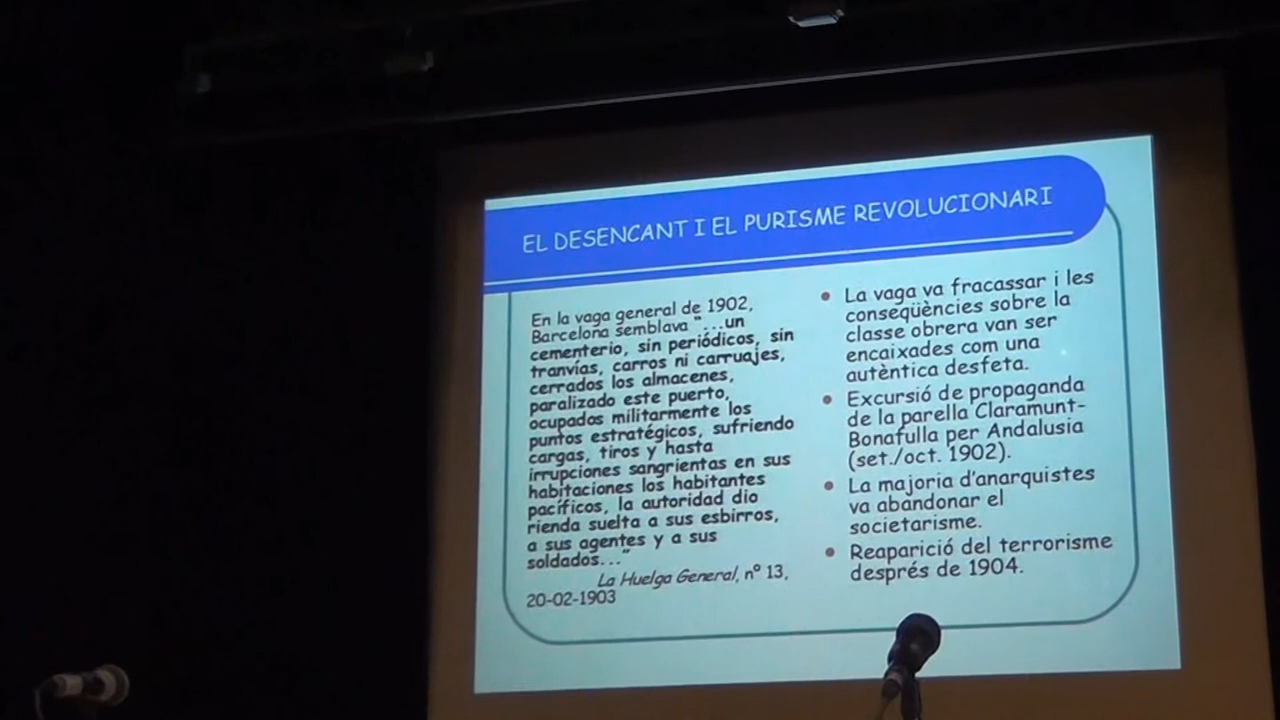 EL DESENCANT I EL PURISME REVOLUCIONARI
En la vaga general de 1902,
Barcelona semblava "...un
cementerio, sin periódicos, sin
tranvías, carros ni carruajes,
cerrados los almacenes,
paralizado este puerto,
ocupados militarmente los
puntos estratégicos, sufriendo
cargas, tiros y hasta
irrupciones sangrientas en sus
habitaciones los habitantes
pacíficos, la autoridad dio
rienda suelta a sus esbirros,
a sus agentes y a sus
soldados..."
La Huelga General, nº 13,
20-02-1903
• La vaga va fracassar i les
conseqüències sobre la
classe obrera van ser
encaixades com una
autèntica desfeta.
• Excursió de propaganda
de la parella Claramunt-
Bonafulla per Andalusia
(set./oct. 1902).
• La majoria d'anarquistes
va abandonar el
societarisme.
• Reaparició del terrorisme
després de 1904.